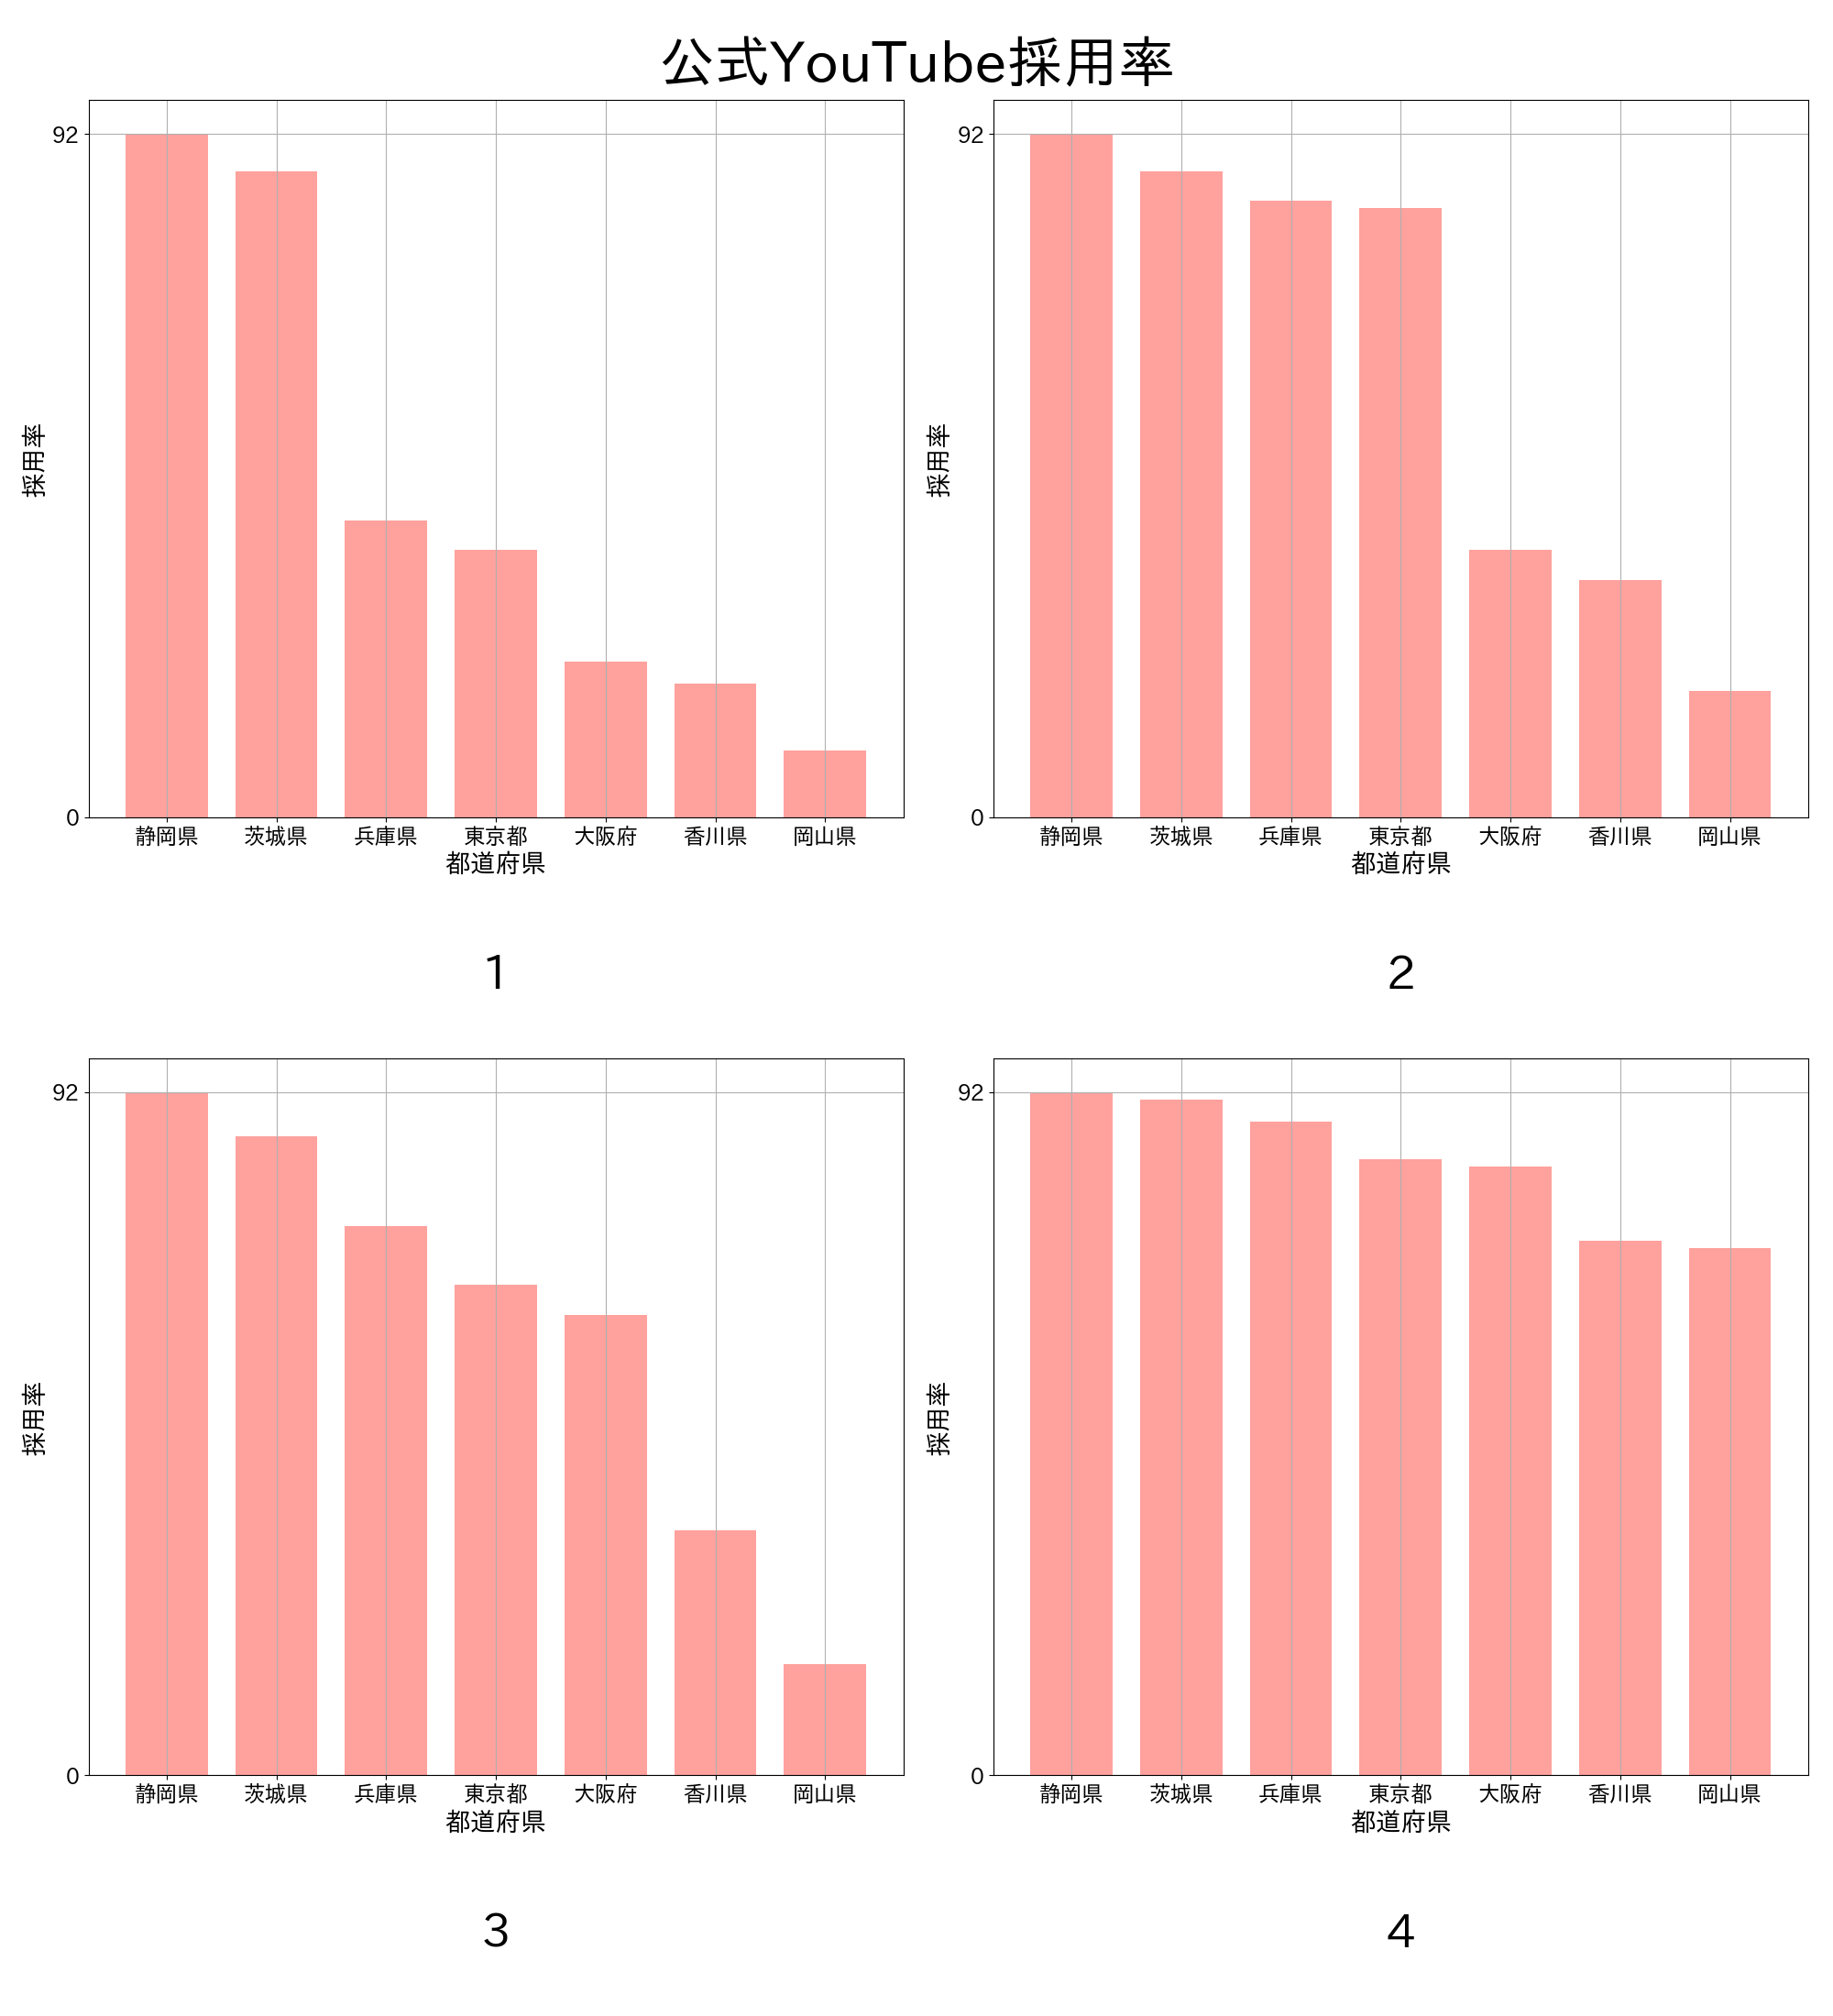 公式YouTube採用率
92
0
採用率
静岡県 茨城県 兵庫県 東京都 大阪府 香川県 岡山県
都道府県
1
92
0
採用率
静岡県 茨城県 兵庫県 東京都 大阪府 香川県 岡山県
都道府県
2
92
0
採用率
静岡県 茨城県 兵庫県 東京都 大阪府 香川県 岡山県
都道府県
3
92
0
採用率
静岡県 茨城県 兵庫県 東京都 大阪府 香川県 岡山県
都道府県
4